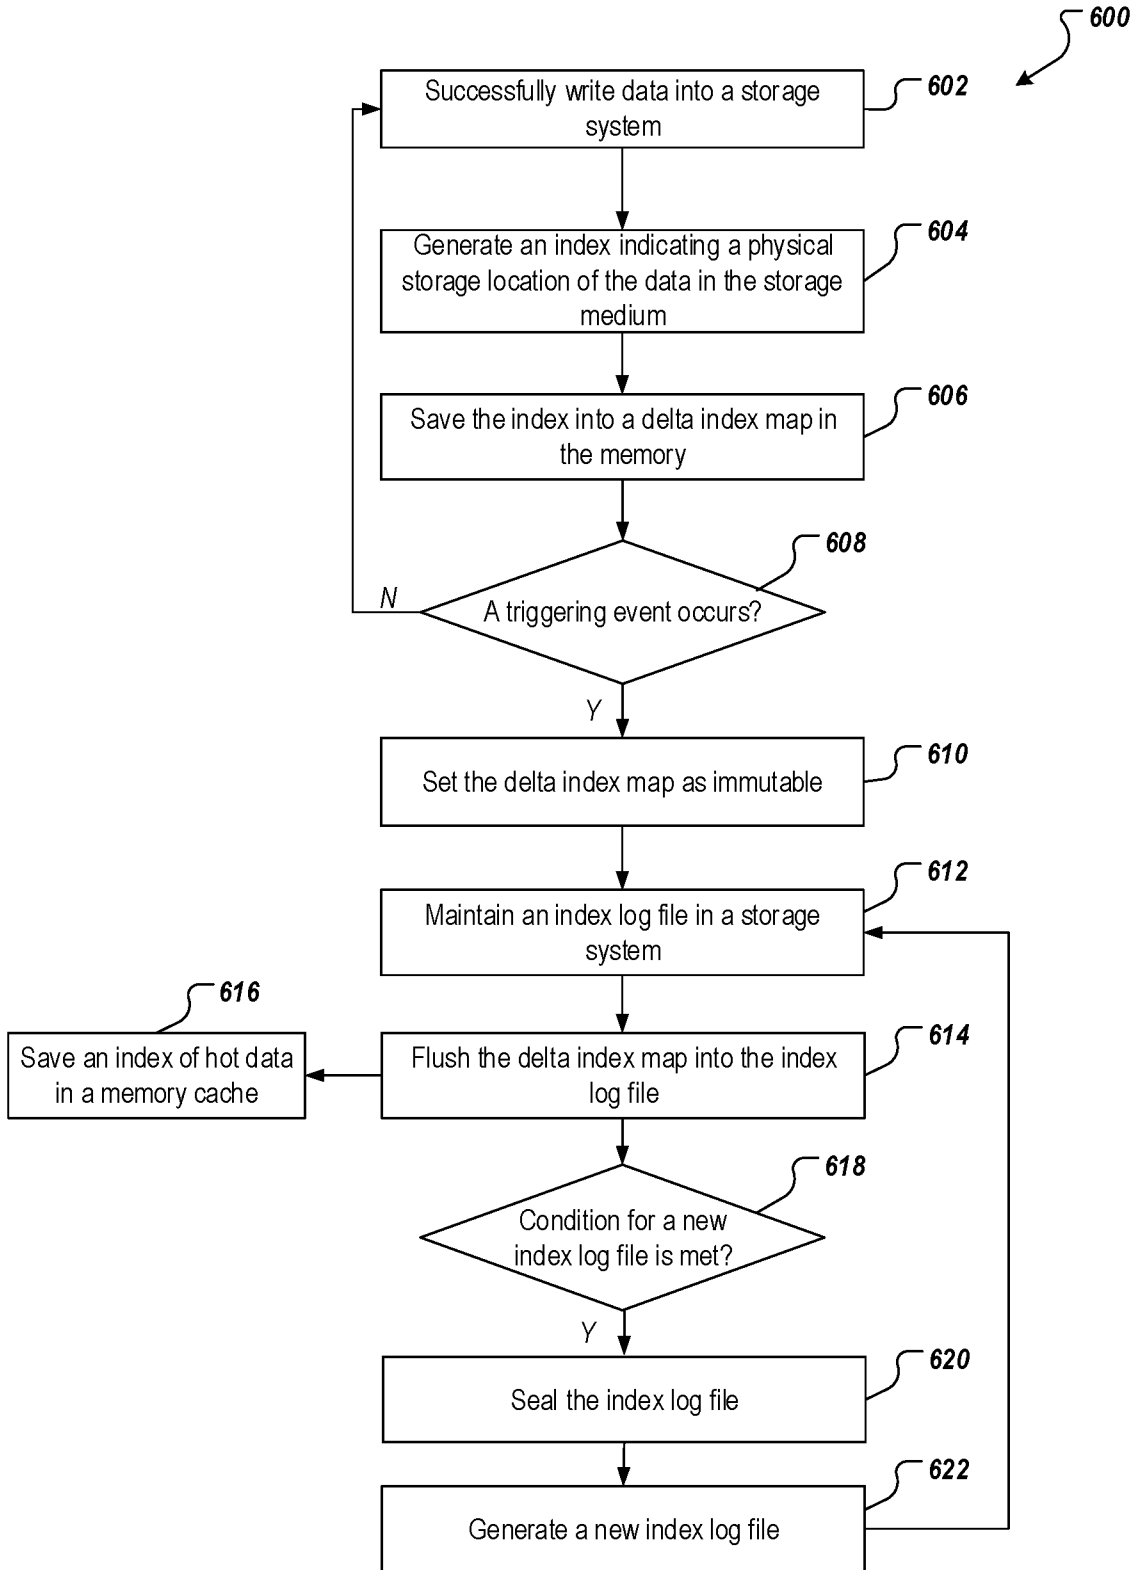 600
Successfully write data into a storage
system
602
Generate an index indicating a physical
storage location of the data in the storage
medium
604
Save the index into a delta index map in
the memory
606
A triggering event occurs?
608
N
Y
Set the delta index map as immutable
610
Maintain an index log file in a storage
system
612
Flush the delta index map into the index
log file
614
Save an index of hot data
in a memory cache
616
Condition for a new
index log file is met?
618
Y
Seal the index log file
620
Generate a new index log file
622